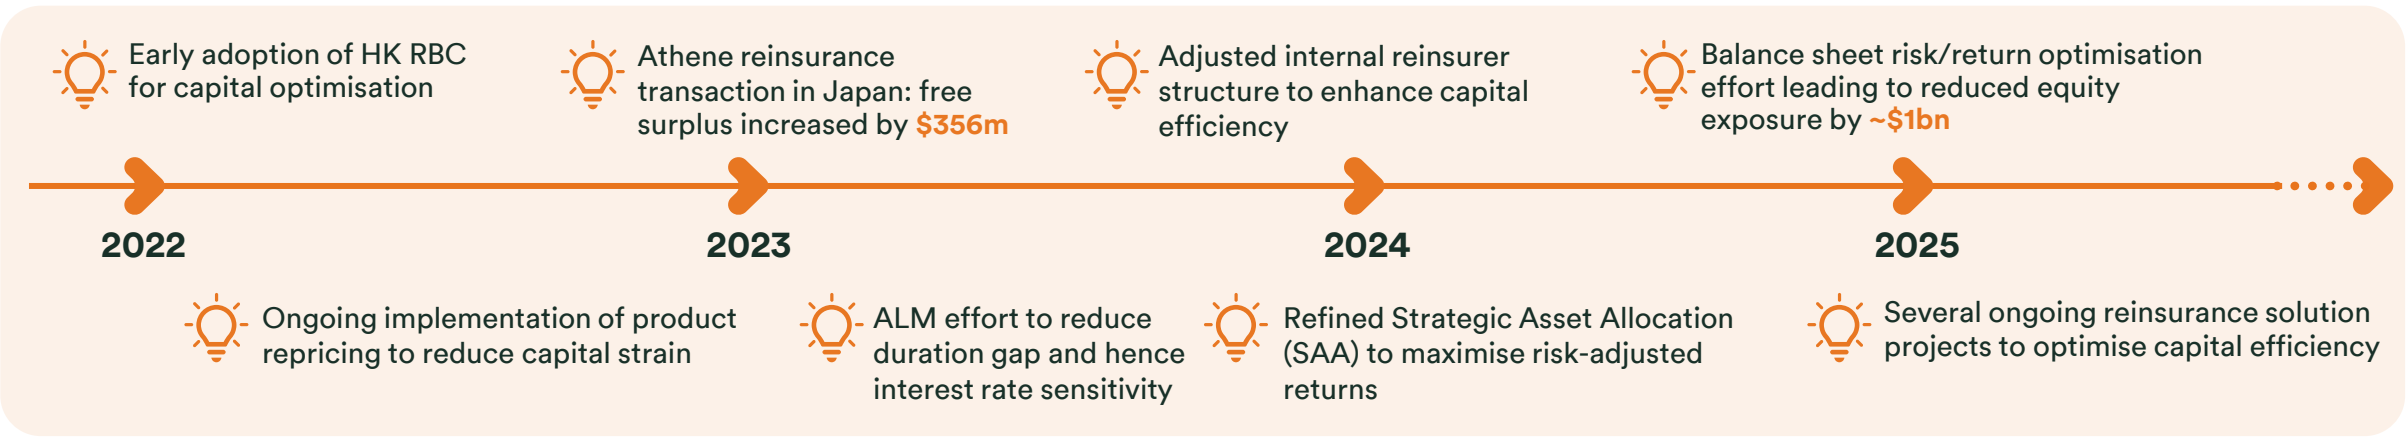 Early adoption of HK RBC
for capital optimisation
Athene reinsurance
transaction in Japan: free
surplus increased by $356m
Adjusted internal reinsurer
structure to enhance capital
efficiency
Balance sheet risk/return optimisation
effort leading to reduced equity
exposure by ~$1bn
2022
2023
2024
2025
Ongoing implementation of product
repricing to reduce capital strain
ALM effort to reduce
duration gap and hence
interest rate sensitivity
Refined Strategic Asset Allocation
(SAA) to maximise risk-adjusted
returns
Several ongoing reinsurance solution
projects to optimise capital efficiency